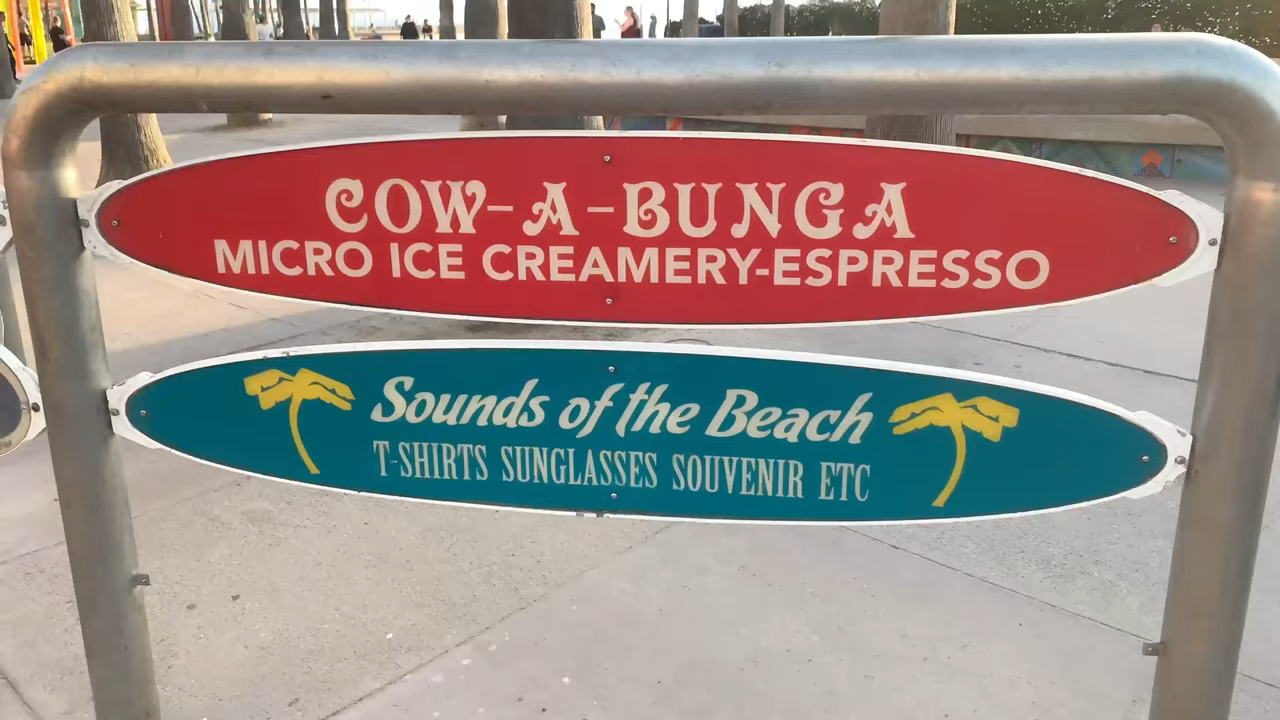 COW-A-BUNGA
MICRO ICE CREAMERY-ESPRESSO
Sounds of the Beach
T-SHIRTS SUNGLASSES SOUVENIR ETC